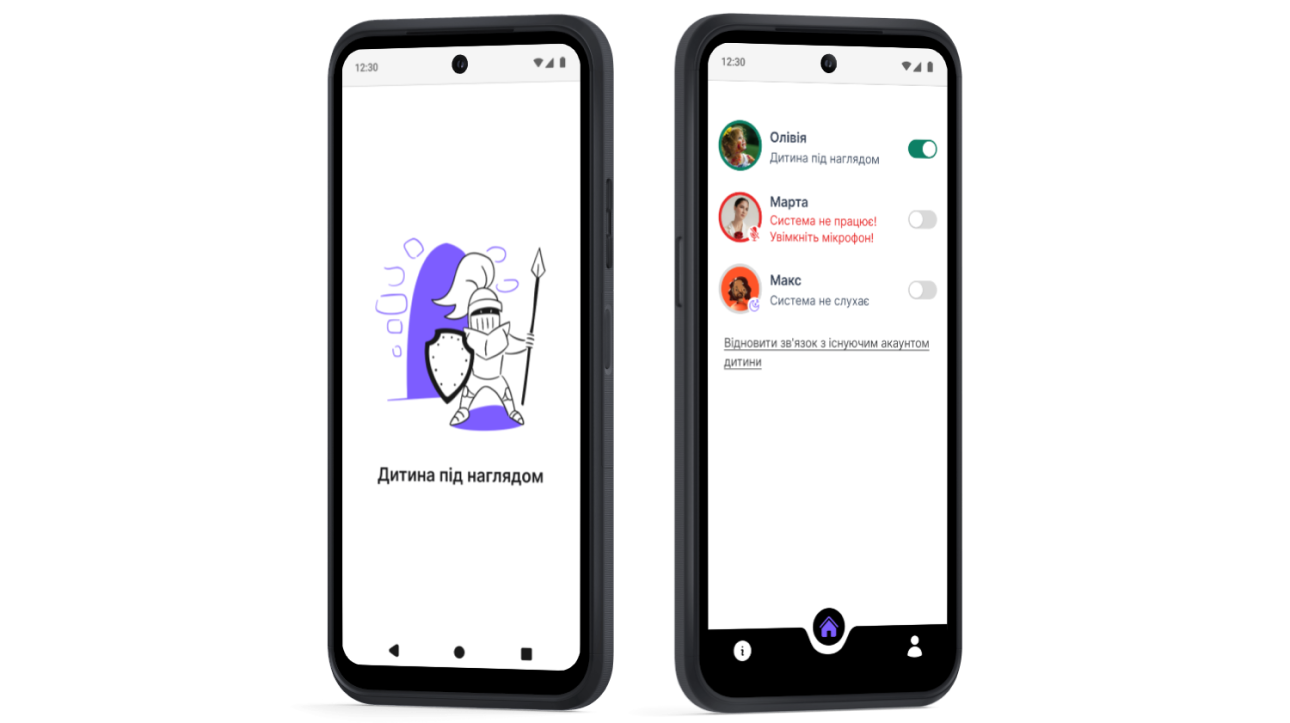 12:30
Дитина під наглядом
12:30
Олівія
Дитина під наглядом
Марта
Система не працює!
Увімкніть мікрофон!
Макс
Система не слухає
Відновити зв'язок з існуючим акаунтом
дитини
i